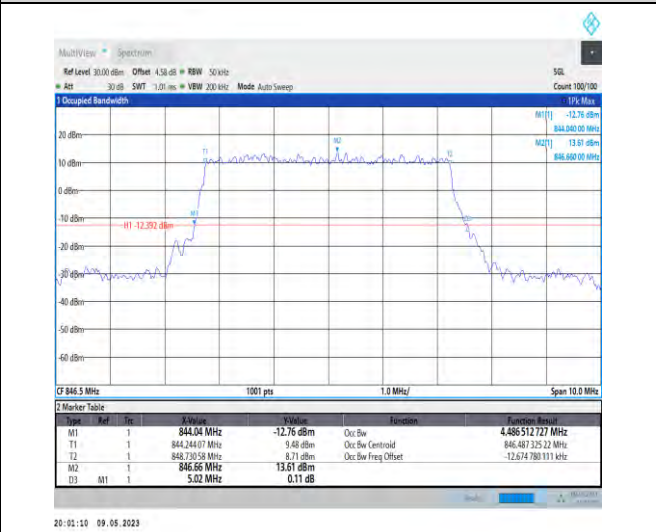 MultiView Spectrum
Ref Level 30.00 dBm Offset 4.58 dB RBW 50 kHz SGL
Att 30 dB SWT 1.01 ms VBW 200 kHz Mode Auto Sweep Count 100/100
1 Occupied Bandwidth 1Pk Max
M1[1] -12.76 dBm
844.040 00 MHz
M2[1] 13.61 dBm
846.660 00 MHz
20 dBm
M2
T1 T2
10 dBm
0 dBm
-10 dBm M1
H1 -12.392 dBm D3
-20 dBm
-30 dBm
-40 dBm
-50 dBm
-60 dBm
CF 846.5 MHz 1001 pts 1.0 MHz/ Span 10.0 MHz
2 Marker Table
Type Ref Trc X-Value Y-Value Function Function Result
M1 1 844.04 MHz -12.76 dBm Occ Bw 4.486 512 727 MHz
T1 1 844.244 07 MHz 9.48 dBm Occ Bw Centroid 846.487 325 22 MHz
T2 1 848.730 58 MHz 8.71 dBm Occ Bw Freq Offset -12.674 780 111 kHz
M2 1 846.66 MHz 13.61 dBm
D3 M1 1 5.02 MHz 0.11 dB
20:01:10 09.05.2023